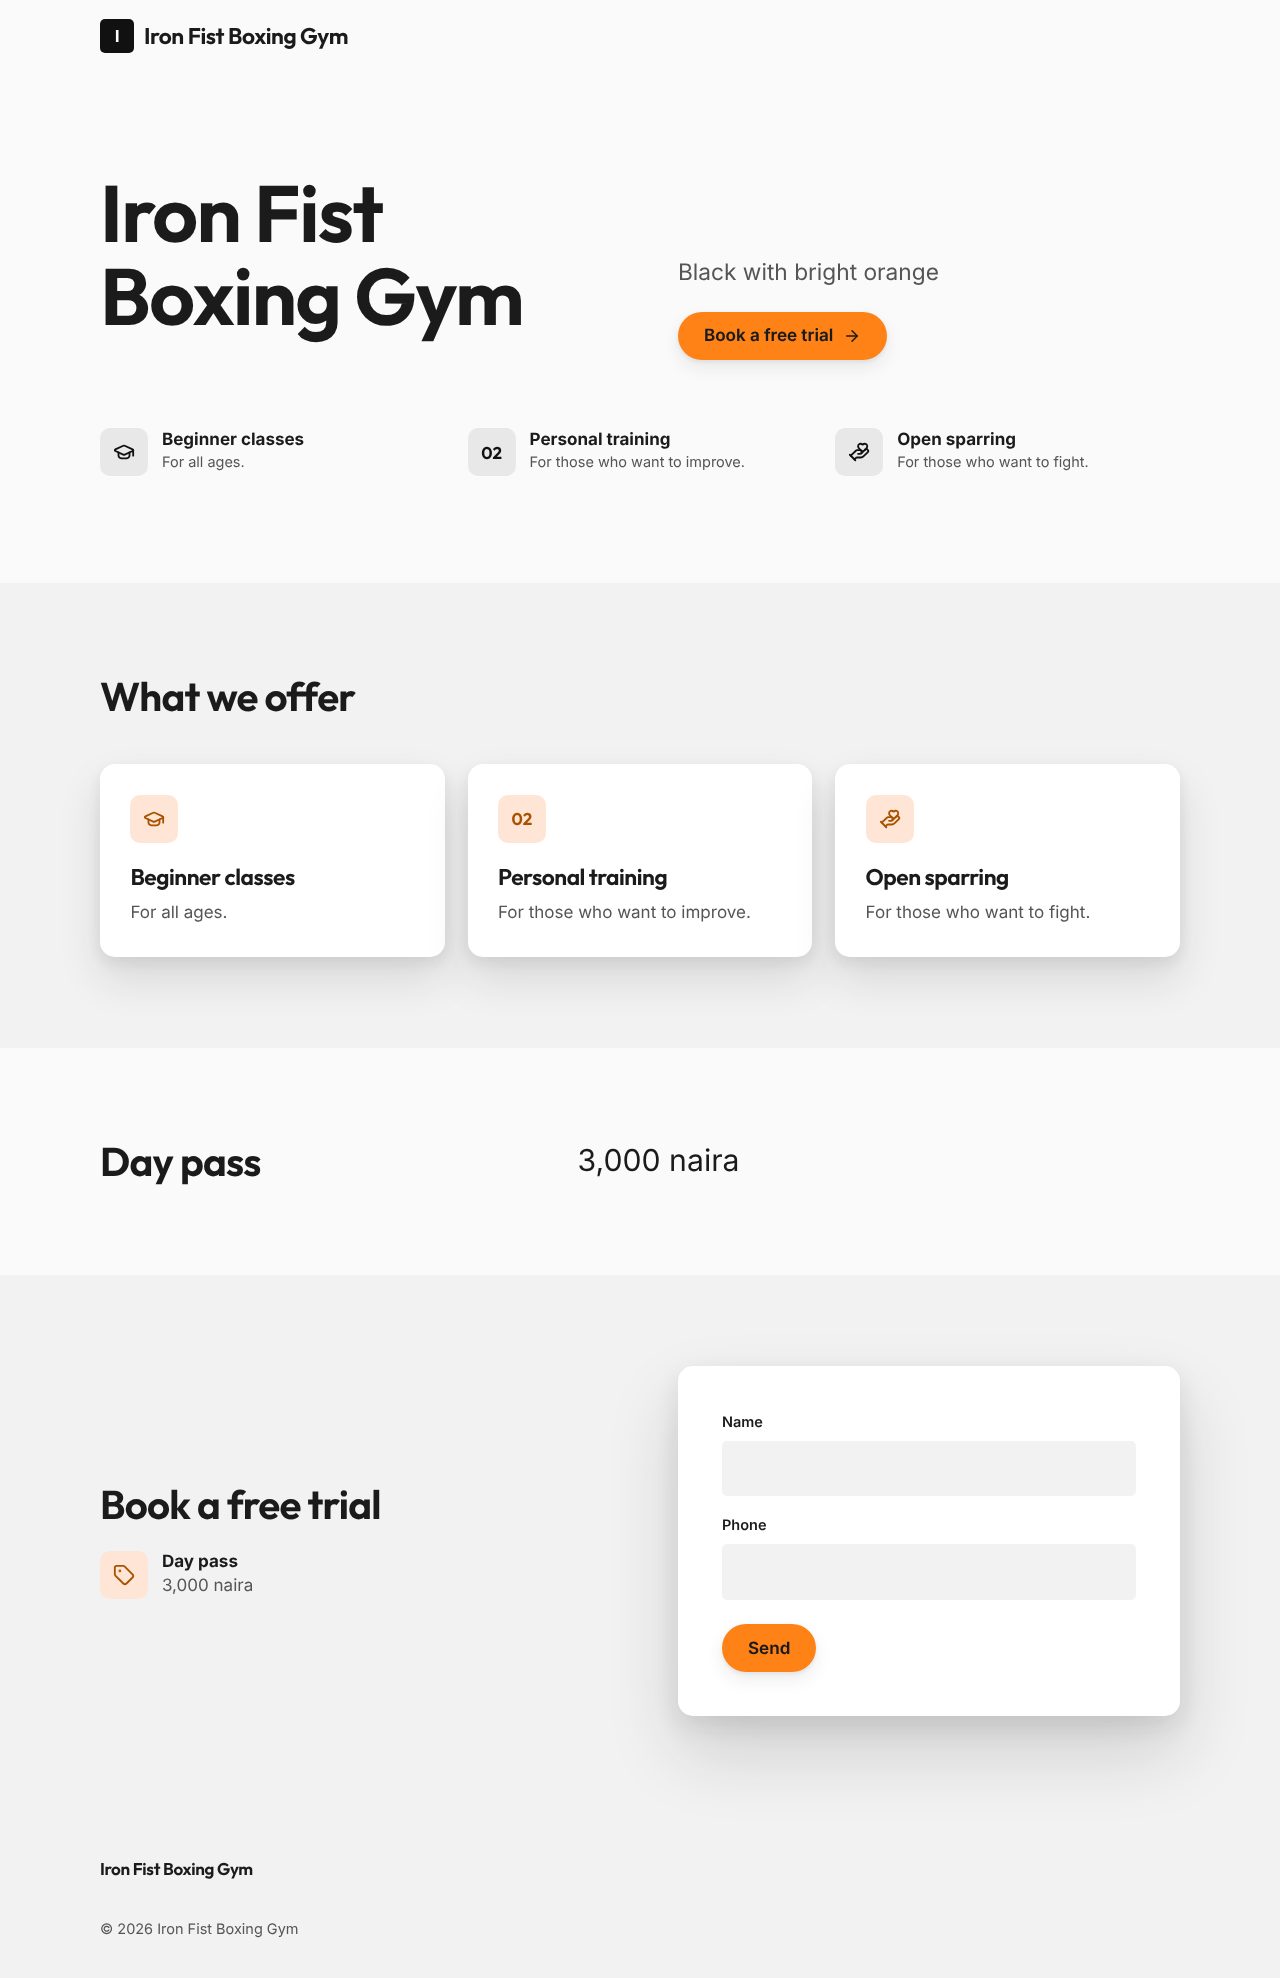 I Iron Fist Boxing Gym
Iron Fist
Boxing Gym
Black with bright orange
Book a free trial
Beginner classes
For all ages.
02
Personal training
For those who want to improve.
Open sparring
For those who want to fight.
What we offer
Beginner classes
For all ages.
02
Personal training
For those who want to improve.
Open sparring
For those who want to fight.
Day pass
3,000 naira
Book a free trial
Day pass
3,000 naira
Name
Phone
Send
Iron Fist Boxing Gym
© 2026 Iron Fist Boxing Gym